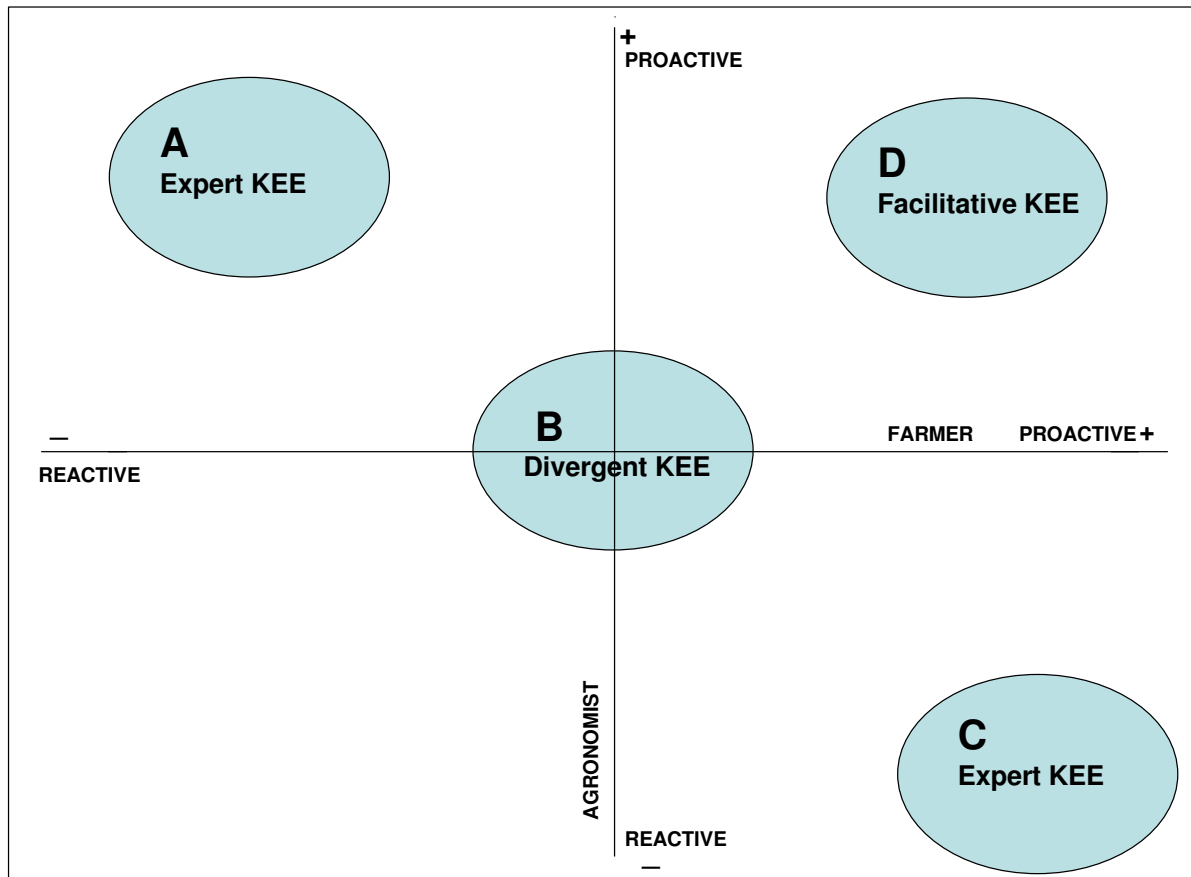 +
PROACTIVE
A
Expert KEE
D
Facilitative KEE
B
Divergent KEE
–
REACTIVE
FARMER PROACTIVE +
AGRONOMIST
C
Expert KEE
REACTIVE
–